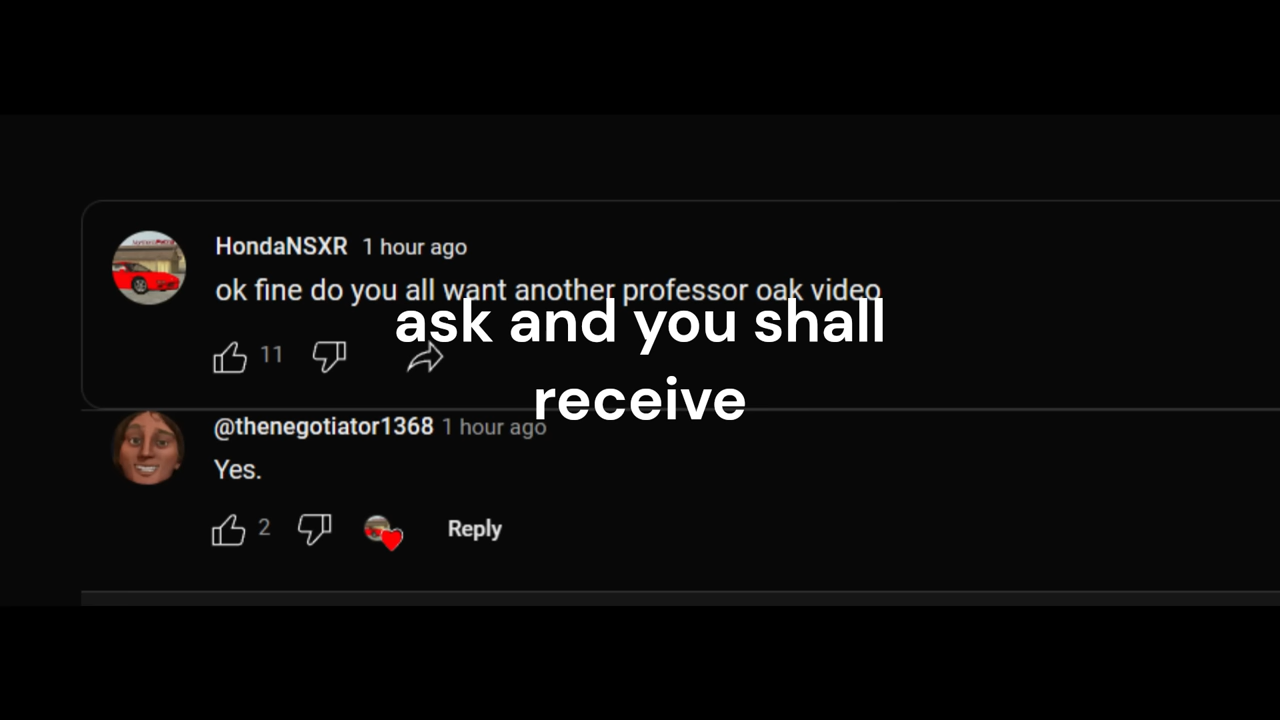 HondaNSXR 1 hour ago
ok fine do you all want another professor oak video
ask and you shall
11
receive
@thenegotiator1368 1 hour ago
Yes.
2 Reply